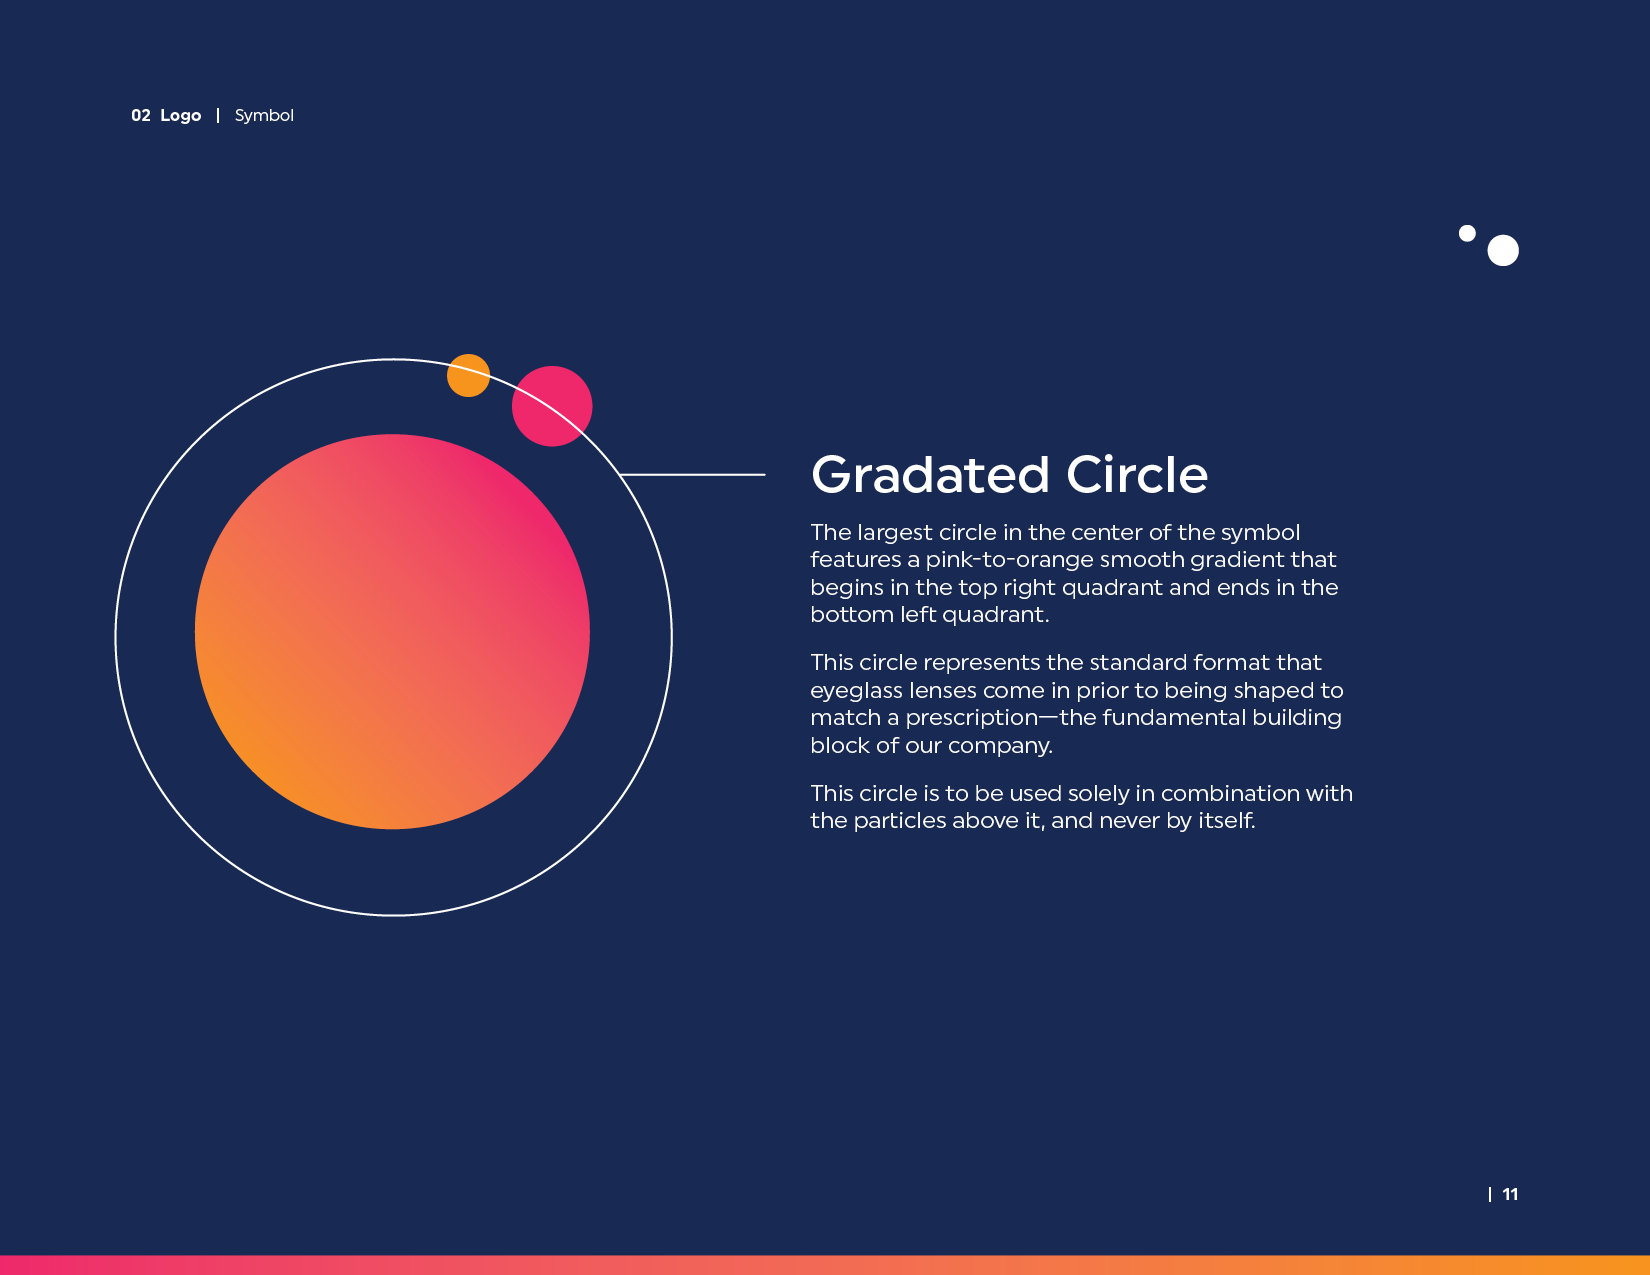 02 Logo | Symbol
Gradated Circle
The largest circle in the center of the symbol
features a pink-to-orange smooth gradient that
begins in the top right quadrant and ends in the
bottom left quadrant.
This circle represents the standard format that
eyeglass lenses come in prior to being shaped to
match a prescription—the fundamental building
block of our company.
This circle is to be used solely in combination with
the particles above it, and never by itself.
| 11